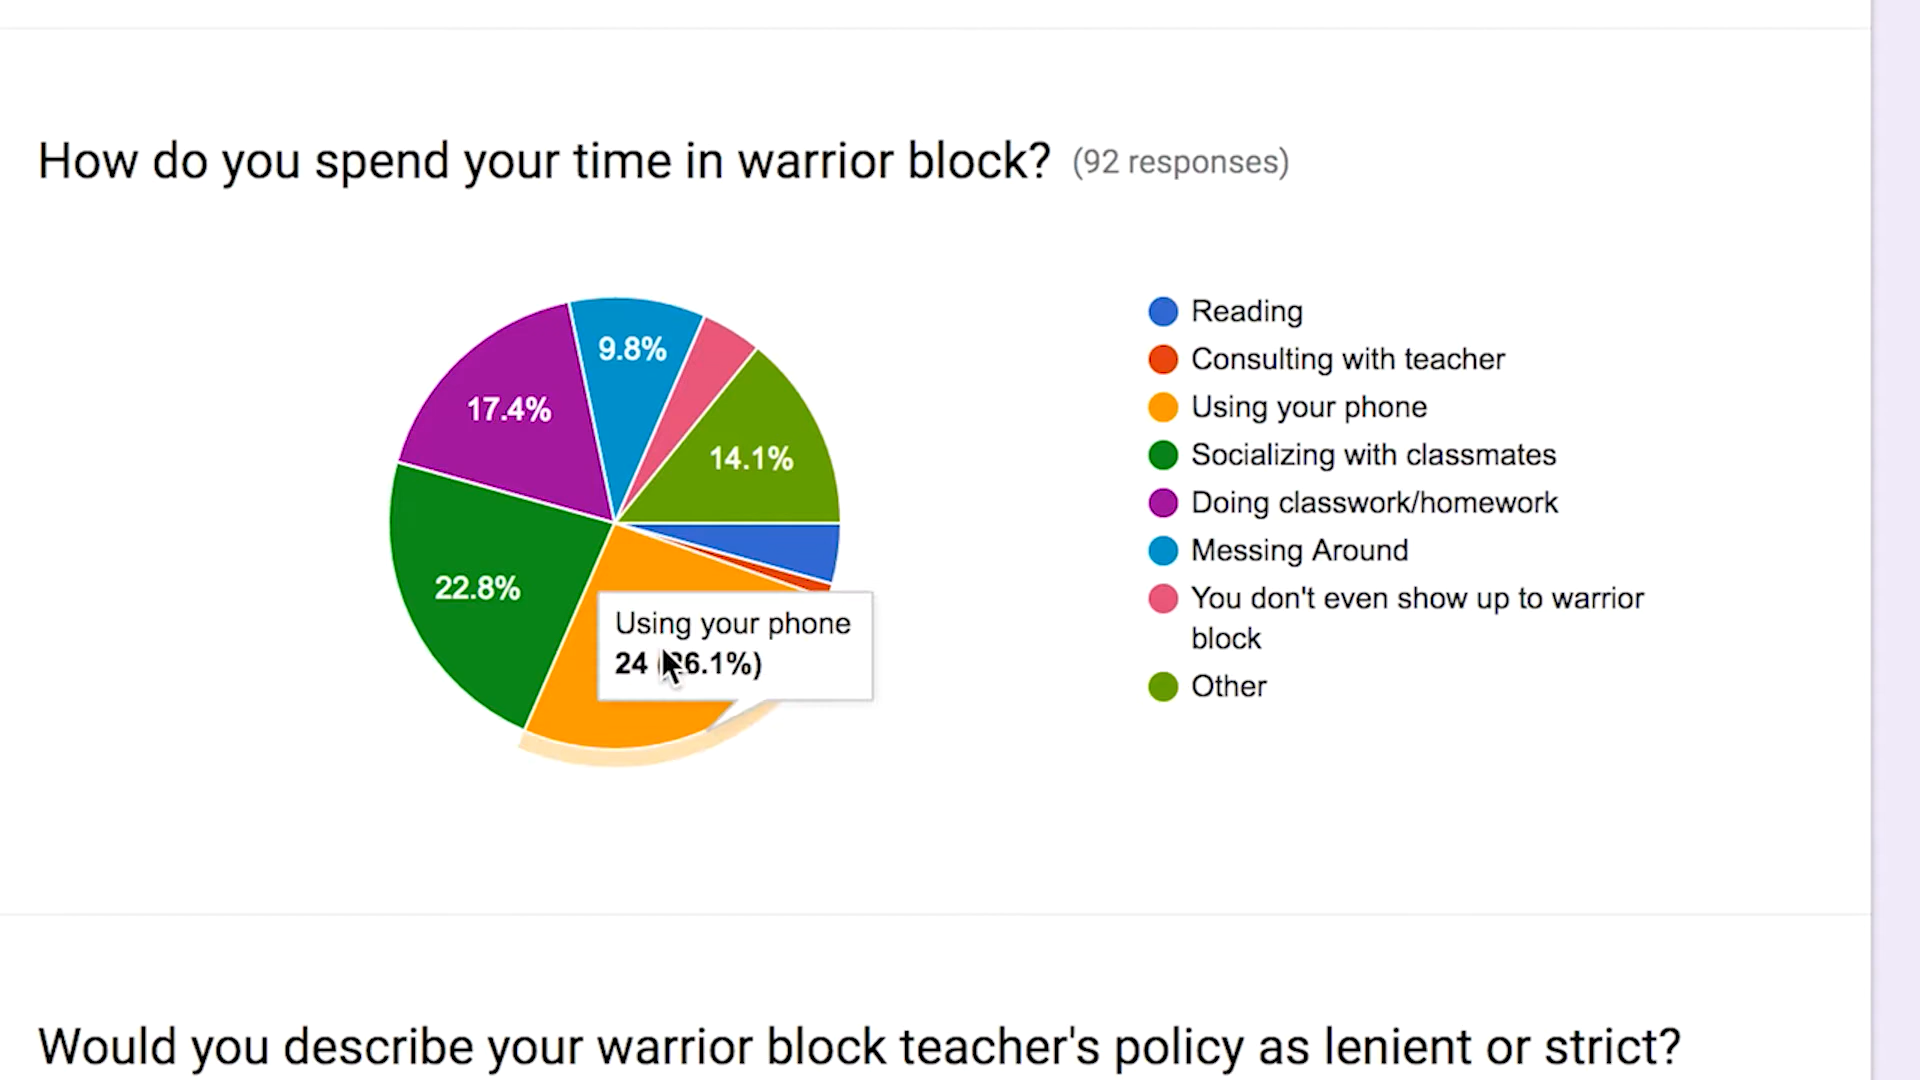 How do you spend your time in warrior block? (92 responses)
9.8%
17.4%
14.1%
22.8%
Using your phone
24 (26.1%)
Reading
Consulting with teacher
Using your phone
Socializing with classmates
Doing classwork/homework
Messing Around
You don't even show up to warrior
block
Other
Would you describe your warrior block teacher's policy as lenient or strict?